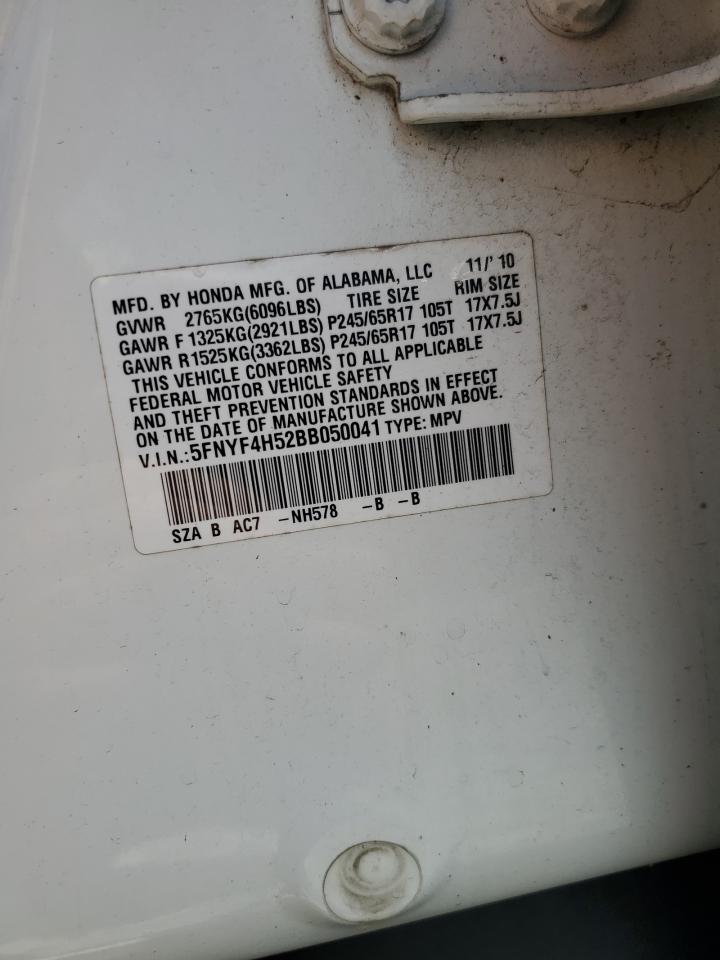 MFD. BY HONDA MFG. OF ALABAMA, LLC 11/'10
GVWR 2765KG(6096LBS) TIRE SIZE RIM SIZE
GAWR F 1325KG(2921LBS) P245/65R17 105T 17X7.5J
GAWR R 1525KG(3362LBS) P245/65R17 105T 17X7.5J
THIS VEHICLE CONFORMS TO ALL APPLICABLE
FEDERAL MOTOR VEHICLE SAFETY
AND THEFT PREVENTION STANDARDS IN EFFECT
ON THE DATE OF MANUFACTURE SHOWN ABOVE.
V.I.N.:5FNYF4H52BB050041 TYPE: MPV
SZA B AC7 -NH578 -B -B